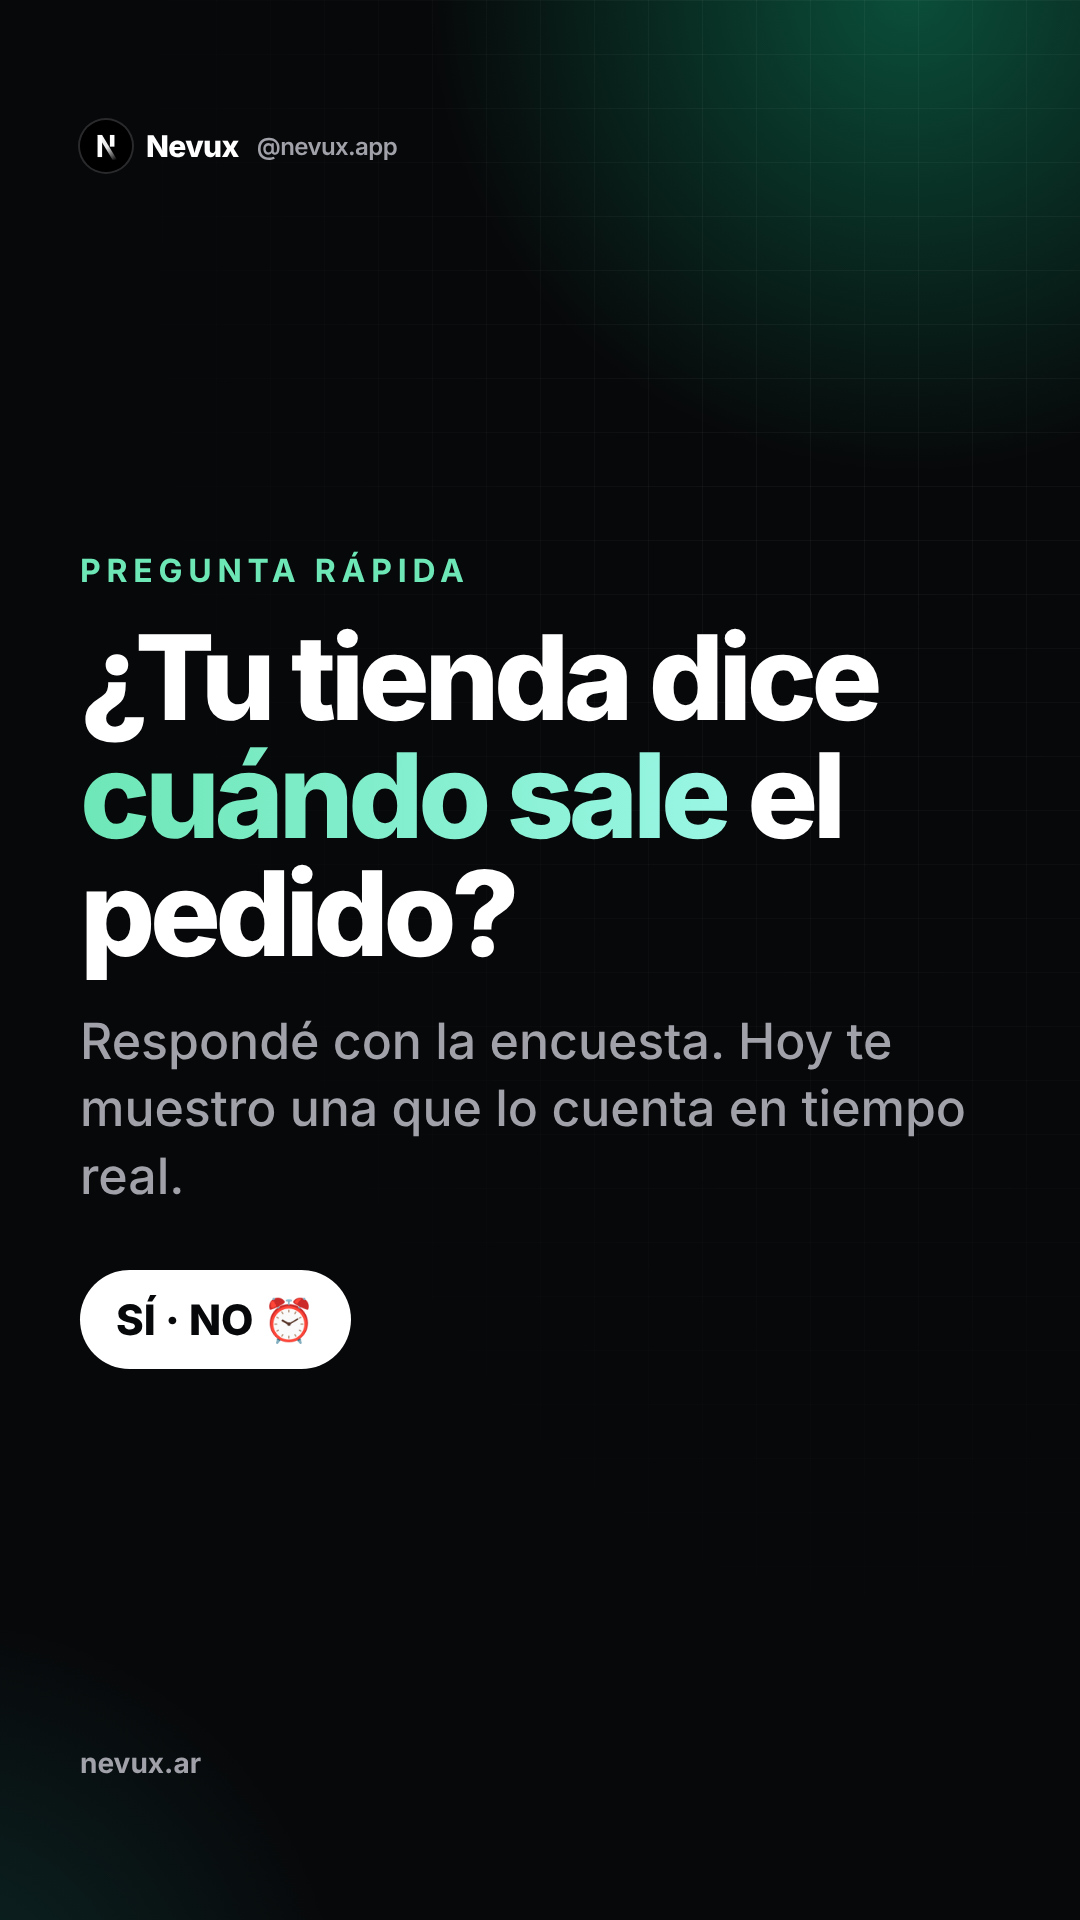 N Nevux @nevux.app
PREGUNTA RÁPIDA
¿Tu tienda dice
cuándo sale el
pedido?
Respondé con la encuesta. Hoy te
muestro una que lo cuenta en tiempo
real.
SÍ · NO ⏰
nevux.ar